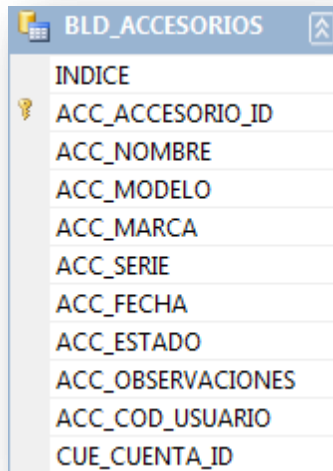 BLD_ACCESORIOS
INDICE
ACC_ACCESORIO_ID
ACC_NOMBRE
ACC_MODELO
ACC_MARCA
ACC_SERIE
ACC_FECHA
ACC_ESTADO
ACC_OBSERVACIONES
ACC_COD_USUARIO
CUE_CUENTA_ID